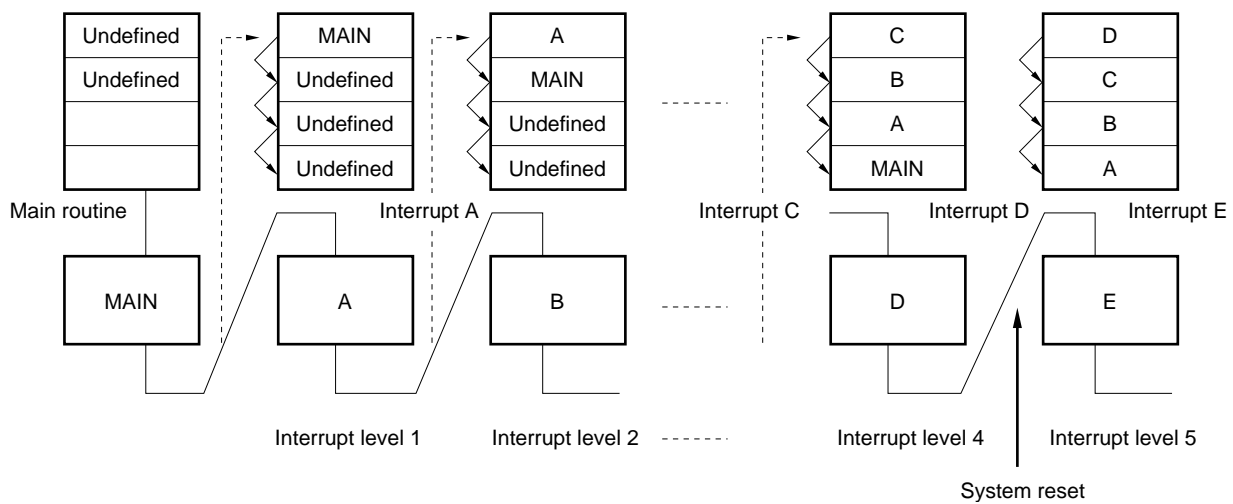 Undefined
Undefined
MAIN
Undefined
Undefined
Undefined
A
MAIN
Undefined
Undefined
C
B
A
MAIN
D
C
B
A
Main routine
Interrupt A
Interrupt C
Interrupt D
Interrupt E
MAIN
A
B
D
E
Interrupt level 1
Interrupt level 2
Interrupt level 4
Interrupt level 5
System reset